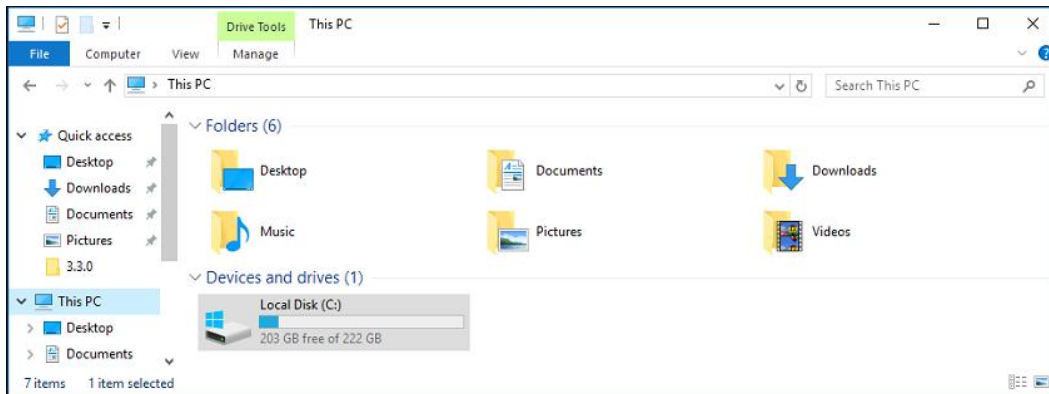 Drive Tools This PC
File Computer View Manage
This PC
Search This PC
Quick access
Desktop
Downloads
Documents
Pictures
3.3.0
This PC
Desktop
Documents
Folders (6)
Desktop Documents Downloads
Music Pictures Videos
Devices and drives (1)
Local Disk (C:)
203 GB free of 222 GB
7 items 1 item selected